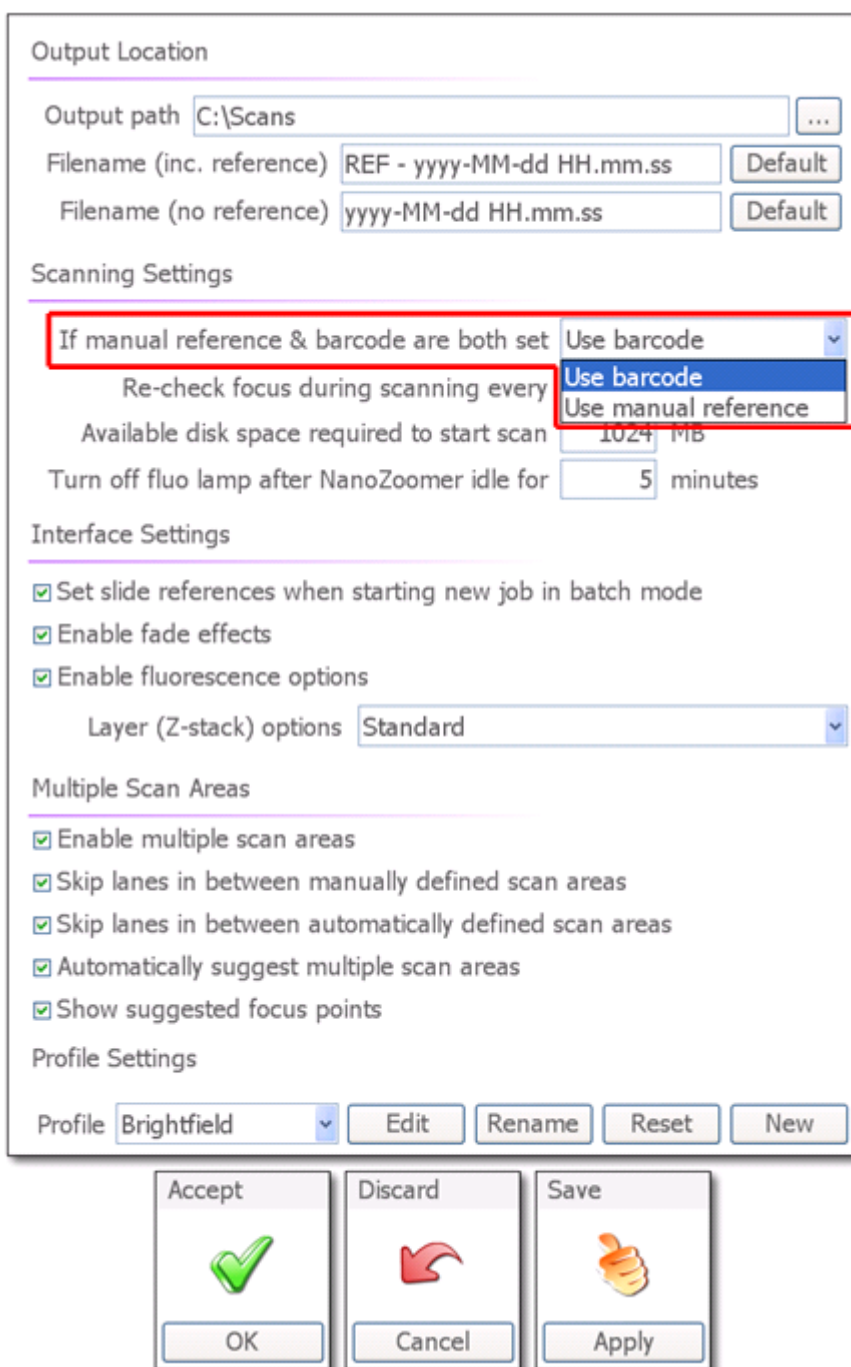 Output Location
Output path C:\Scans ...
Filename (inc. reference) REF - yyyy-MM-dd HH.mm.ss Default
Filename (no reference) yyyy-MM-dd HH.mm.ss Default
Scanning Settings
If manual reference & barcode are both set Use barcode
Use barcode
Re-check focus during scanning every
Use manual reference
Available disk space required to start scan 1024 MB
Turn off fluo lamp after NanoZoomer idle for 5 minutes
Interface Settings
Set slide references when starting new job in batch mode
Enable fade effects
Enable fluorescence options
Layer (Z-stack) options Standard
Multiple Scan Areas
Enable multiple scan areas
Skip lanes in between manually defined scan areas
Skip lanes in between automatically defined scan areas
Automatically suggest multiple scan areas
Show suggested focus points
Profile Settings
Profile Brightfield Edit Rename Reset New
Accept Discard Save
OK Cancel Apply